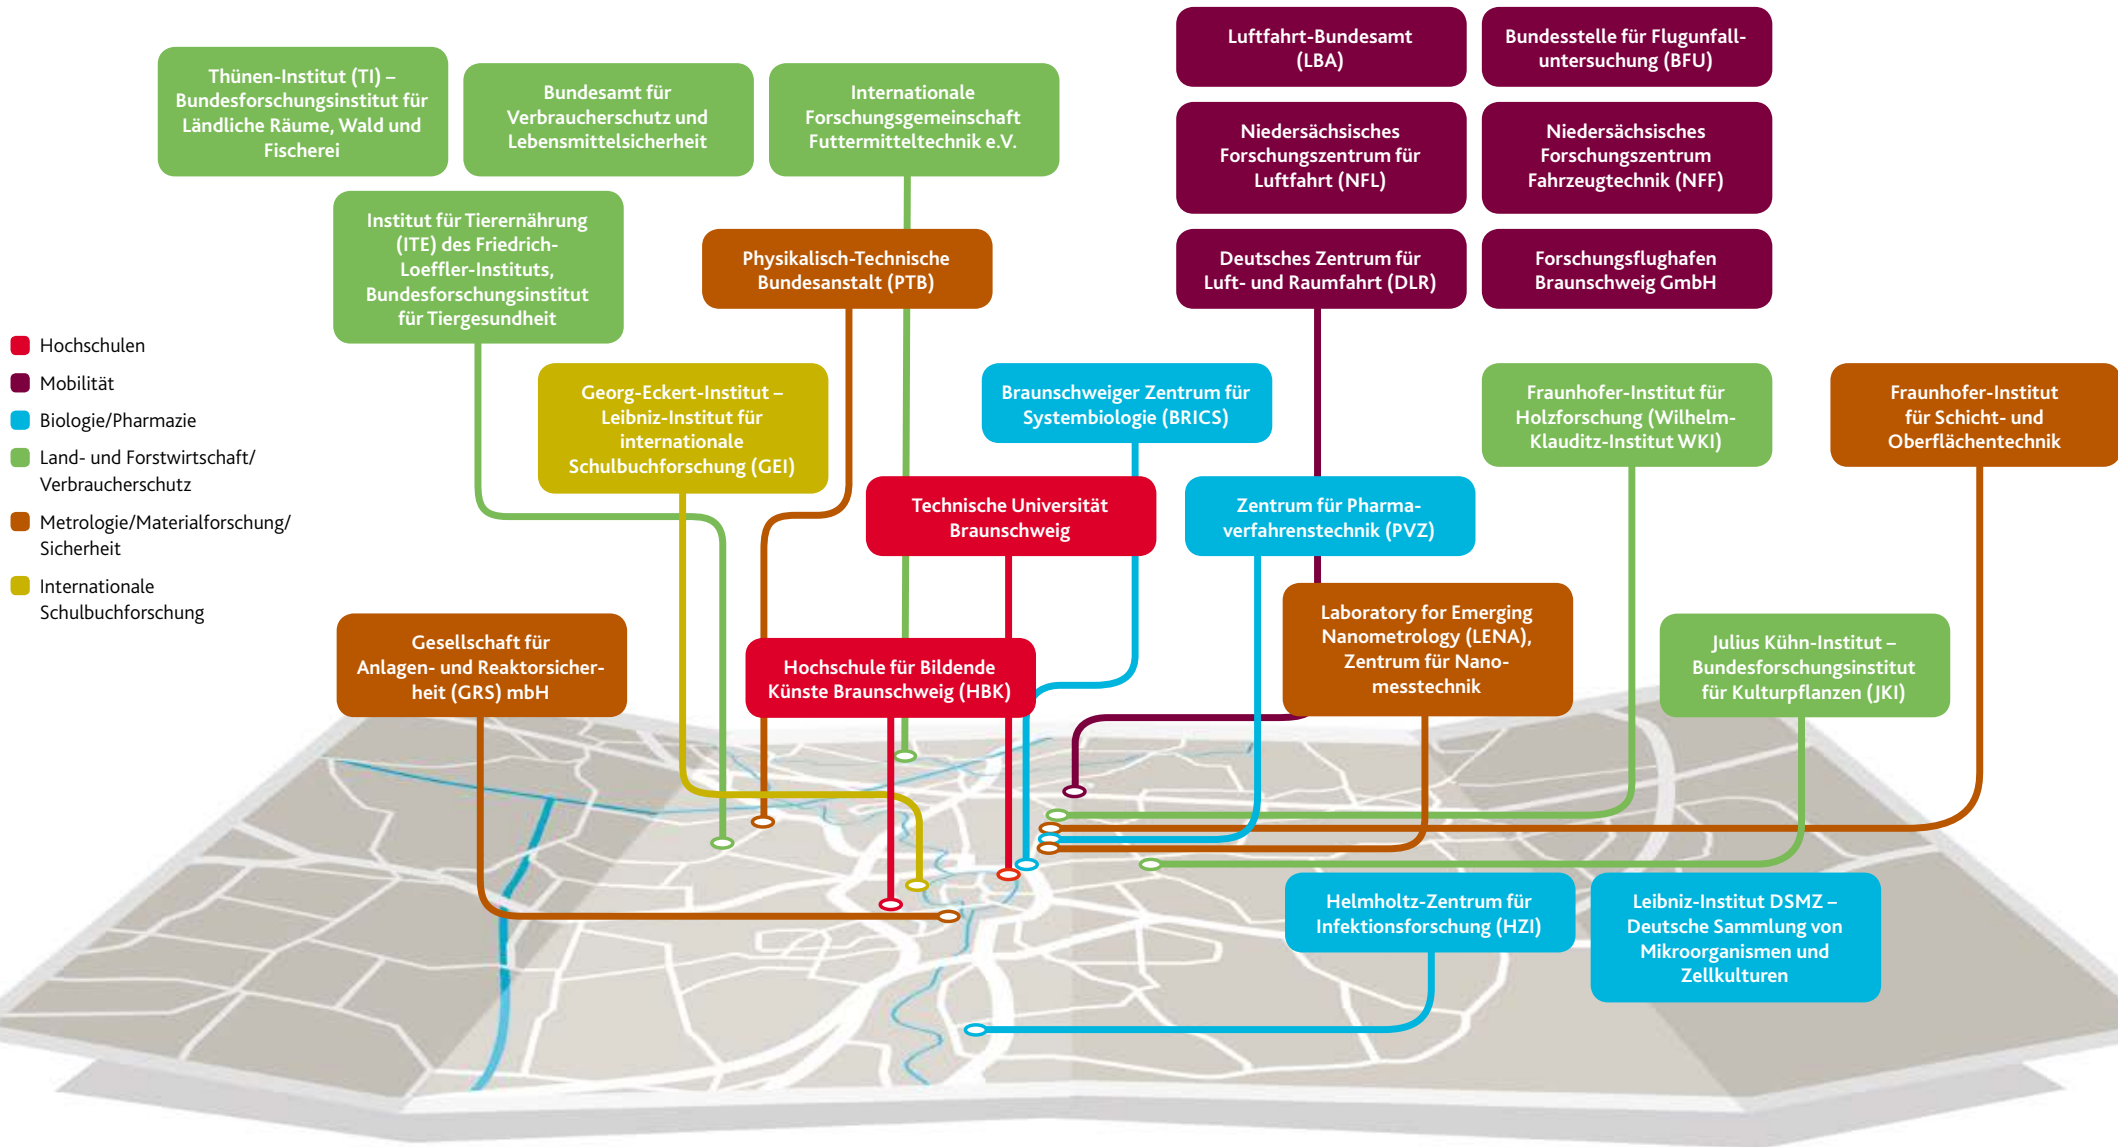 Luftfahrt-Bundesamt
(LBA)
Bundesstelle für Flugunfall-
untersuchung (BFU)
Thünen-Institut (TI) –
Bundesforschungsinstitut für
Ländliche Räume, Wald und
Fischerei
Bundesamt für
Verbraucherschutz und
Lebensmittelsicherheit
Internationale
Forschungsgemeinschaft
Futtermitteltechnik e.V.
Niedersächsisches
Forschungszentrum für
Luftfahrt (NFL)
Niedersächsisches
Forschungszentrum
Fahrzeugtechnik (NFF)
Institut für Tierernährung
(ITE) des Friedrich-
Loeffler-Instituts,
Bundesforschungsinstitut
für Tiergesundheit
Physikalisch-Technische
Bundesanstalt (PTB)
Deutsches Zentrum für
Luft- und Raumfahrt (DLR)
Forschungsflughafen
Braunschweig GmbH
Hochschulen
Mobilität
Biologie/Pharmazie
Land- und Forstwirtschaft/
Verbraucherschutz
Metrologie/Materialforschung/
Sicherheit
Internationale
Schulbuchforschung
Georg-Eckert-Institut –
Leibniz-Institut für
internationale
Schulbuchforschung (GEI)
Braunschweiger Zentrum für
Systembiologie (BRICS)
Fraunhofer-Institut für
Holzforschung (Wilhelm-
Klauditz-Institut WKI)
Fraunhofer-Institut
für Schicht- und
Oberflächentechnik
Technische Universität
Braunschweig
Zentrum für Pharma-
verfahrenstechnik (PVZ)
Gesellschaft für
Anlagen- und Reaktorsicher-
heit (GRS) mbH
Hochschule für Bildende
Künste Braunschweig (HBK)
Laboratory for Emerging
Nanometrology (LENA),
Zentrum für Nano-
messtechnik
Julius Kühn-Institut –
Bundesforschungsinstitut
für Kulturpflanzen (JKI)
Helmholtz-Zentrum für
Infektionsforschung (HZI)
Leibniz-Institut DSMZ –
Deutsche Sammlung von
Mikroorganismen und
Zellkulturen